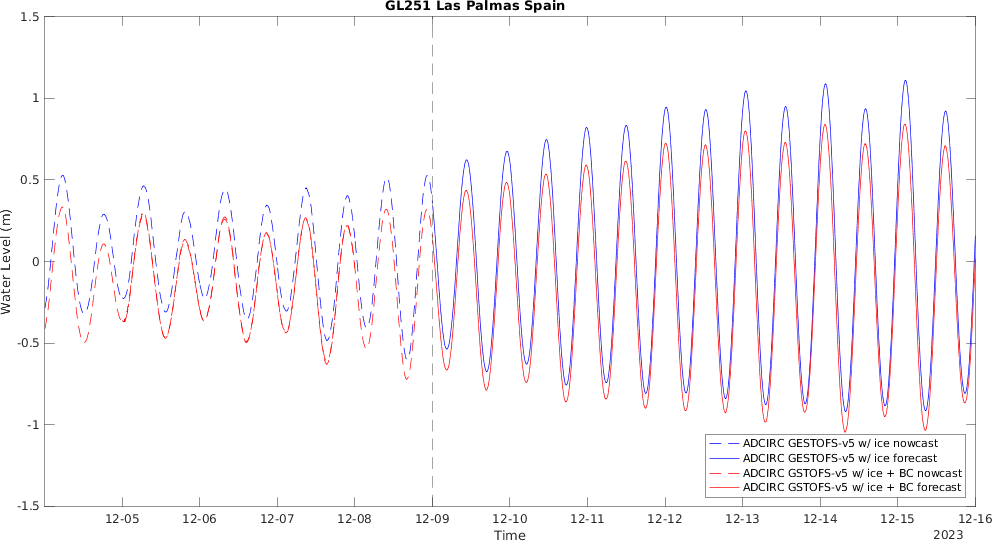 GL251 Las Palmas Spain
1.5
1
0.5
0
-0.5
-1
-1.5
Water Level (m)
ADCIRC GESTOFS-v5 w/ ice nowcast
ADCIRC GESTOFS-v5 w/ ice forecast
ADCIRC GSTOFS-v5 w/ ice + BC nowcast
ADCIRC GSTOFS-v5 w/ ice + BC forecast
12-05 12-06 12-07 12-08 12-09 12-10 12-11 12-12 12-13 12-14 12-15 12-16
Time
2023